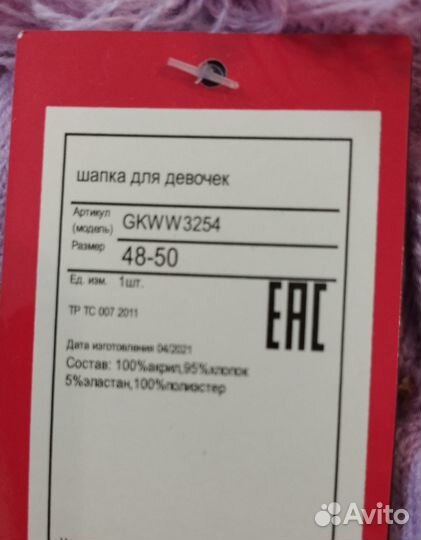 шапка для девочек
Артикул
(модель) GKWW3254
Размер 48-50
Ед. изм. 1шт.
ТР ТС 007 2011
EAC
Дата изготовления 04/2021
Состав: 100%акрил,95%хлопок
5%эластан,100%полиэстер
Avito